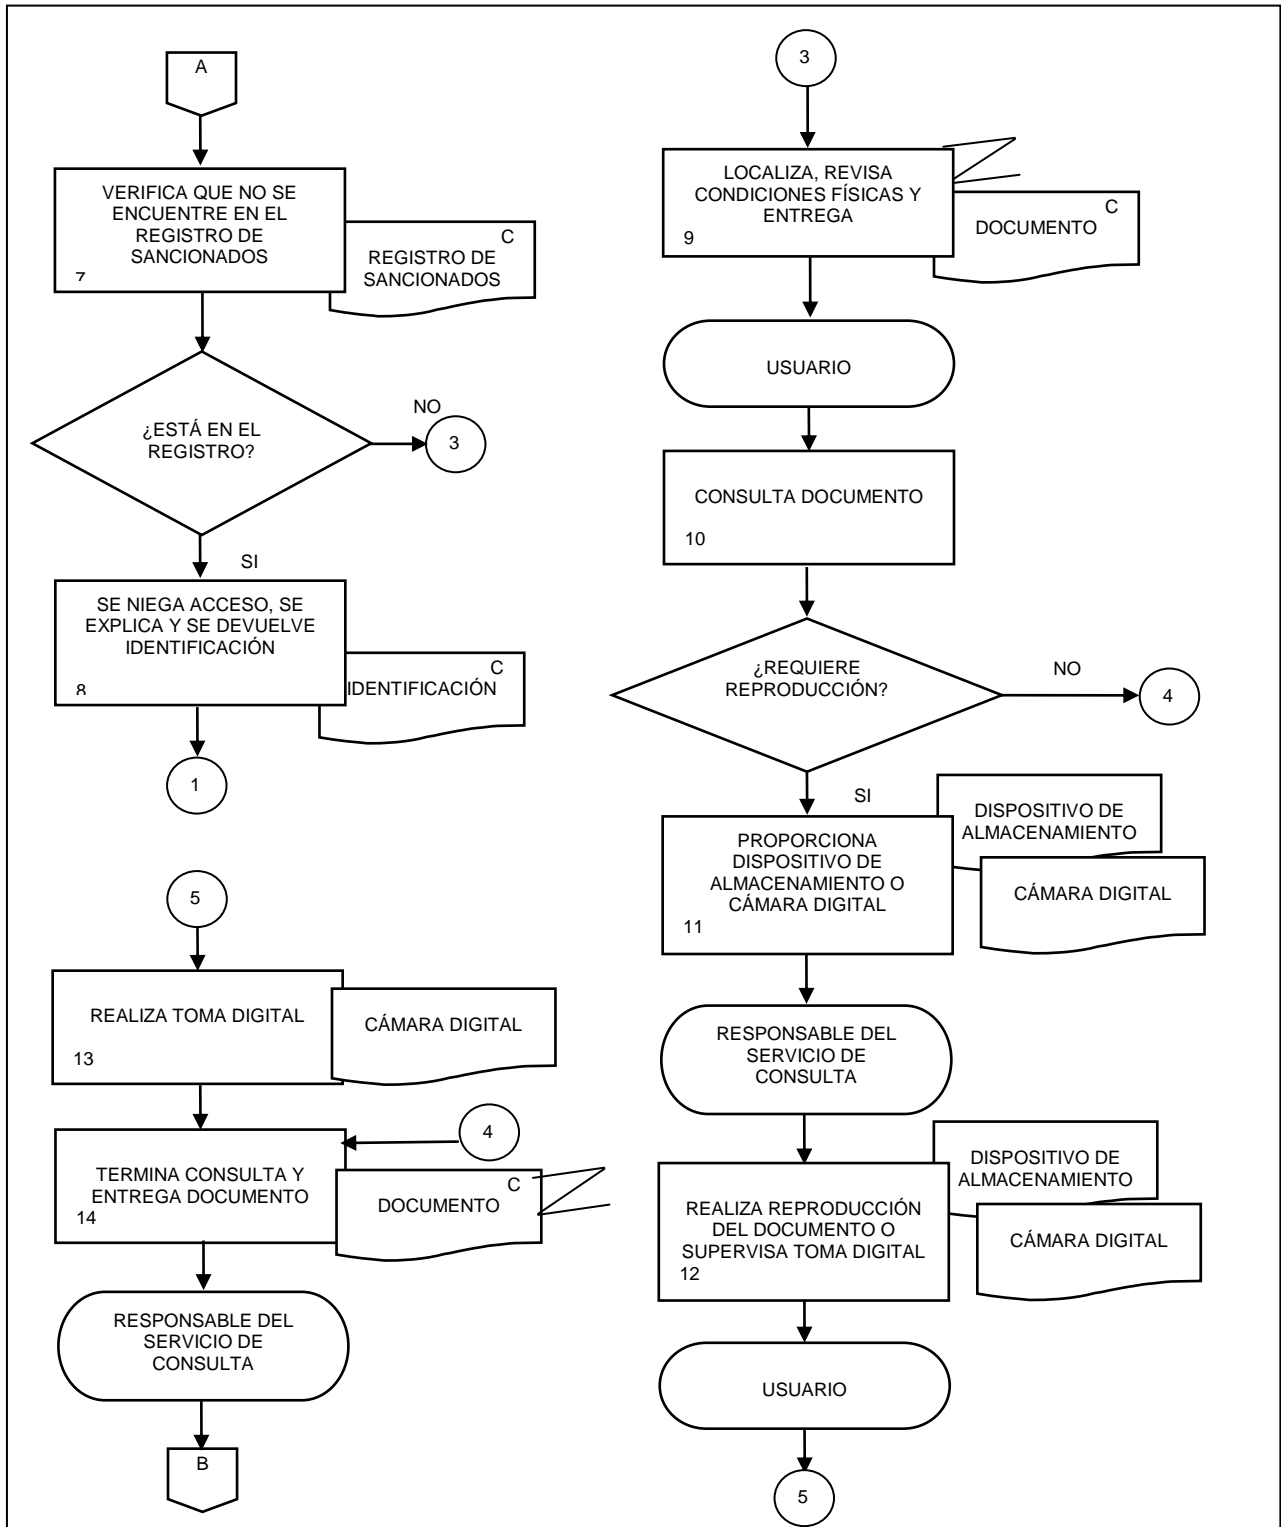 A
VERIFICA QUE NO SE
ENCUENTRE EN EL
REGISTRO DE
SANCIONADOS
7
C
REGISTRO DE
SANCIONADOS
¿ESTÁ EN EL
REGISTRO?
NO
3
SI
SE NIEGA ACCESO, SE
EXPLICA Y SE DEVUELVE
IDENTIFICACIÓN
8
C
IDENTIFICACIÓN
1
5
REALIZA TOMA DIGITAL
13
CÁMARA DIGITAL
4
TERMINA CONSULTA Y
ENTREGA DOCUMENTO
14
C
DOCUMENTO
RESPONSABLE DEL
SERVICIO DE
CONSULTA
B
3
LOCALIZA, REVISA
CONDICIONES FÍSICAS Y
ENTREGA
9
C
DOCUMENTO
USUARIO
CONSULTA DOCUMENTO
10
¿REQUIERE
REPRODUCCIÓN?
NO
4
SI
PROPORCIONA
DISPOSITIVO DE
ALMACENAMIENTO O
CÁMARA DIGITAL
11
DISPOSITIVO DE
ALMACENAMIENTO
CÁMARA DIGITAL
RESPONSABLE DEL
SERVICIO DE
CONSULTA
REALIZA REPRODUCCIÓN
DEL DOCUMENTO O
SUPERVISA TOMA DIGITAL
12
DISPOSITIVO DE
ALMACENAMIENTO
CÁMARA DIGITAL
USUARIO
5